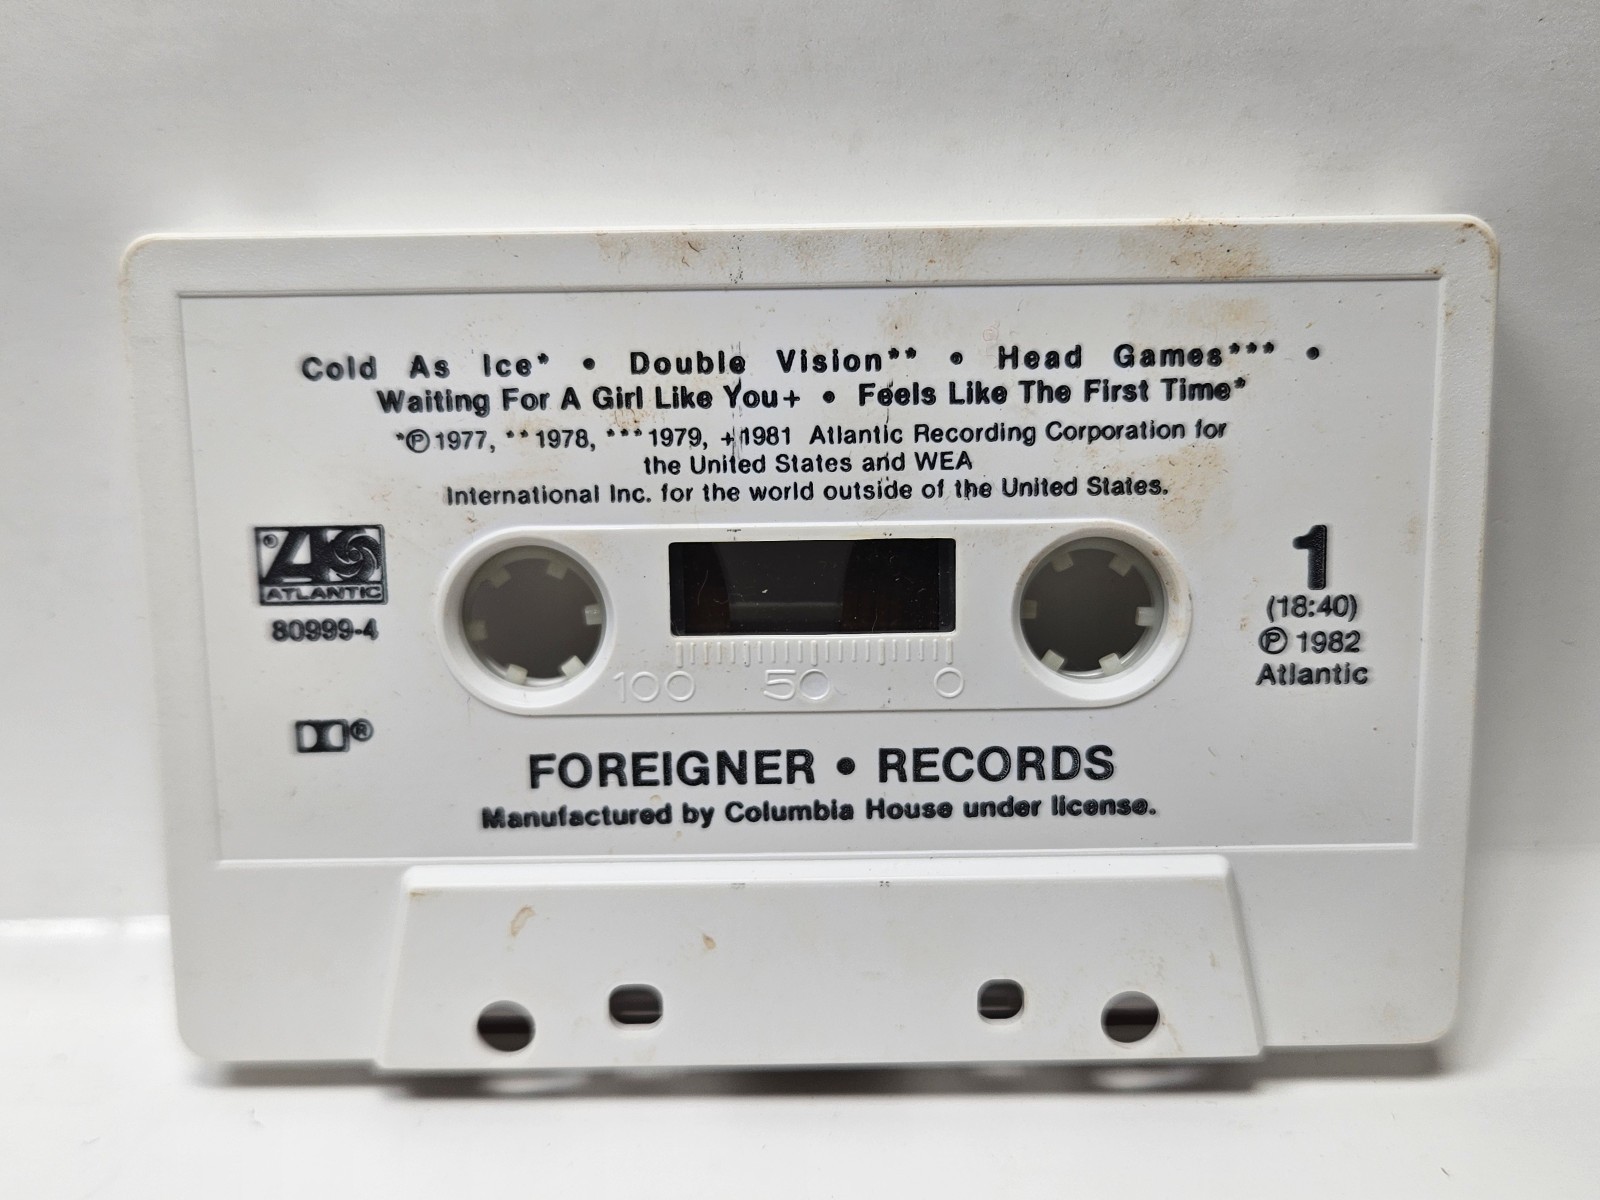 Cold As Ice* • Double Vision** • Head Games*** •
Waiting For A Girl Like You+ • Feels Like The First Time*
*℗ 1977, **1978, ***1979, +1981 Atlantic Recording Corporation for
the United States and WEA
International Inc. for the world outside of the United States.
®
ATLANTIC
80999-4
1
(18:40)
℗ 1982
Atlantic
100 50 0
®
FOREIGNER • RECORDS
Manufactured by Columbia House under license.